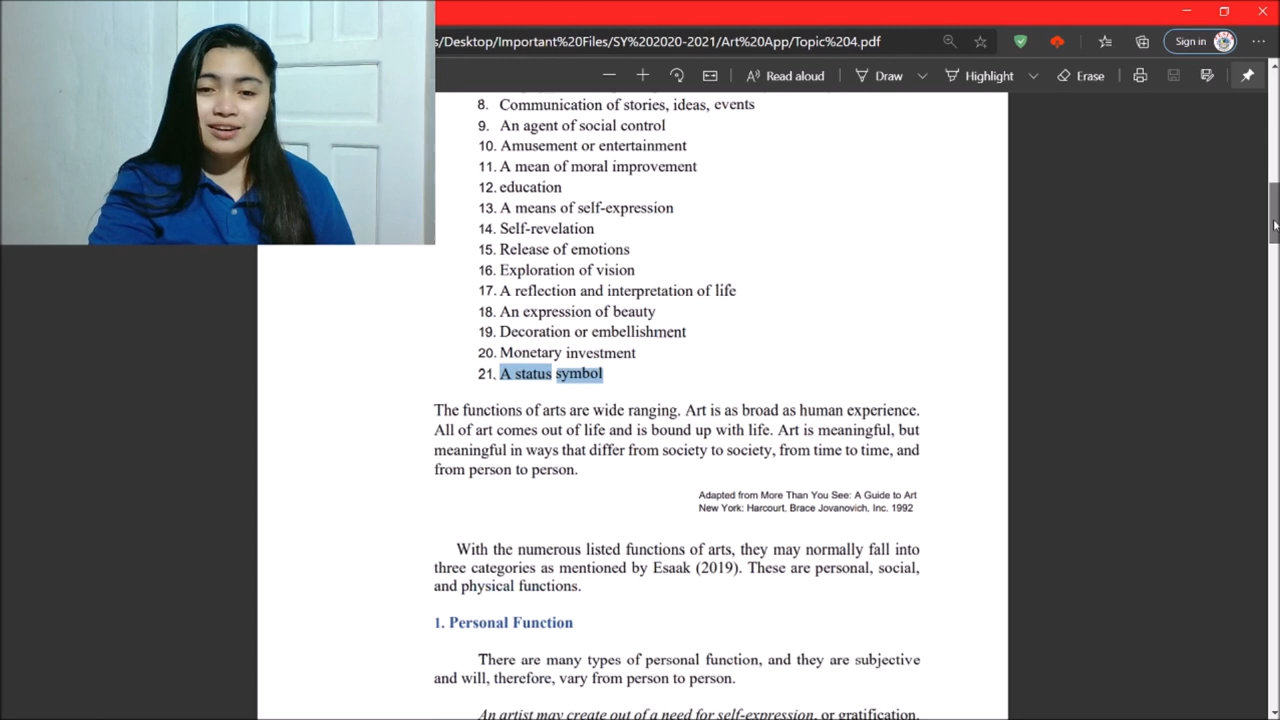 s/Desktop/Important%20Files/SY%202020-2021/Art%20App/Topic%204.pdf
Sign in
Read aloud
Draw
Highlight
Erase
8. Communication of stories, ideas, events
9. An agent of social control
10. Amusement or entertainment
11. A mean of moral improvement
12. education
13. A means of self-expression
14. Self-revelation
15. Release of emotions
16. Exploration of vision
17. A reflection and interpretation of life
18. An expression of beauty
19. Decoration or embellishment
20. Monetary investment
21. A status symbol
The functions of arts are wide ranging. Art is as broad as human experience.
All of art comes out of life and is bound up with life. Art is meaningful, but
meaningful in ways that differ from society to society, from time to time, and
from person to person.
Adapted from More Than You See: A Guide to Art
New York: Harcourt. Brace Jovanovich, Inc. 1992
With the numerous listed functions of arts, they may normally fall into
three categories as mentioned by Esaak (2019). These are personal, social,
and physical functions.
1. Personal Function
There are many types of personal function, and they are subjective
and will, therefore, vary from person to person.
An artist may create out of a need for self-expression, or gratification.